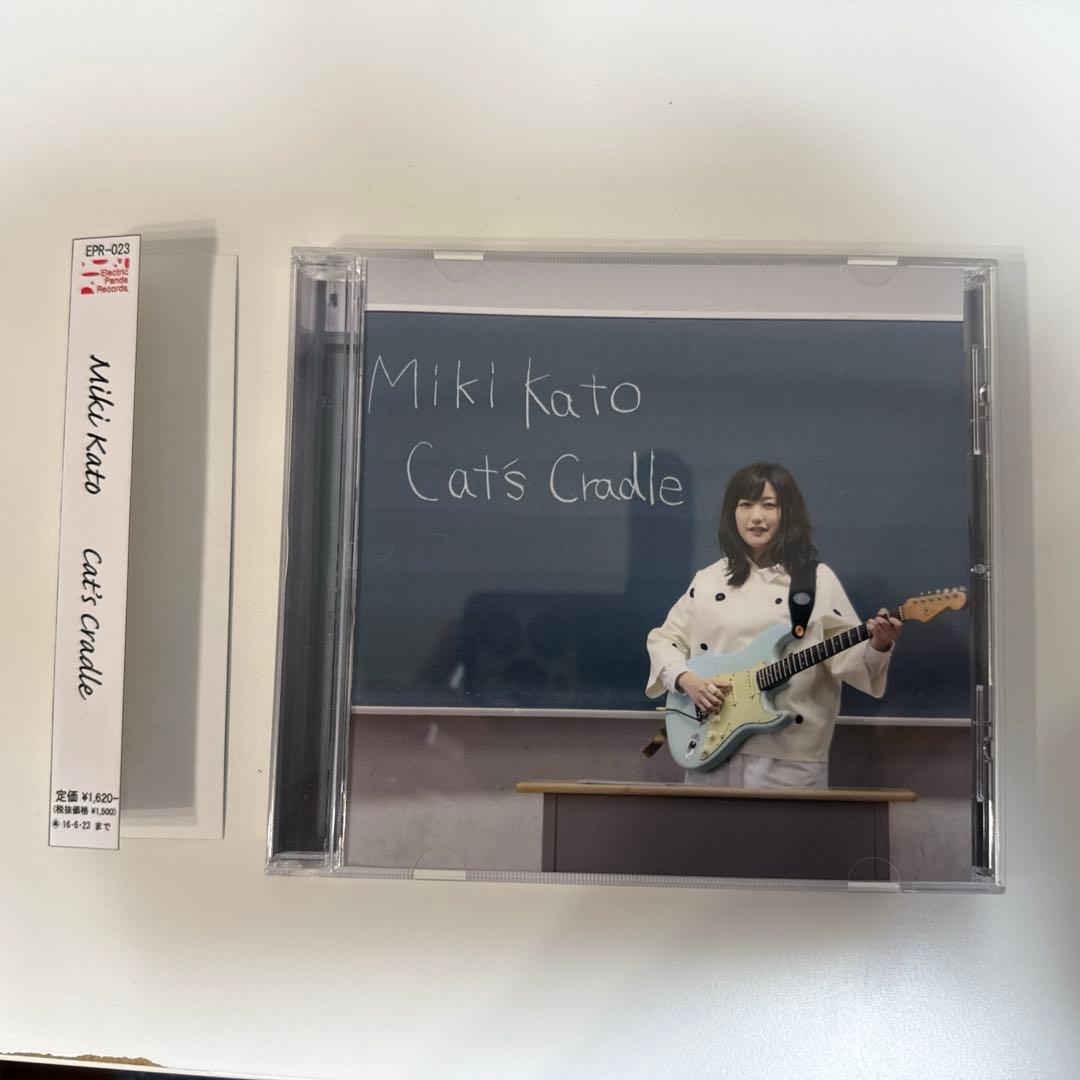 EPR-023
Electric
Panda
Records.
Miki Kato
Cat's Cradle
定価 ¥1,620-
(税抜価格 ¥1,500)
16・6・23 まで
Miki Kato
Cat's Cradle